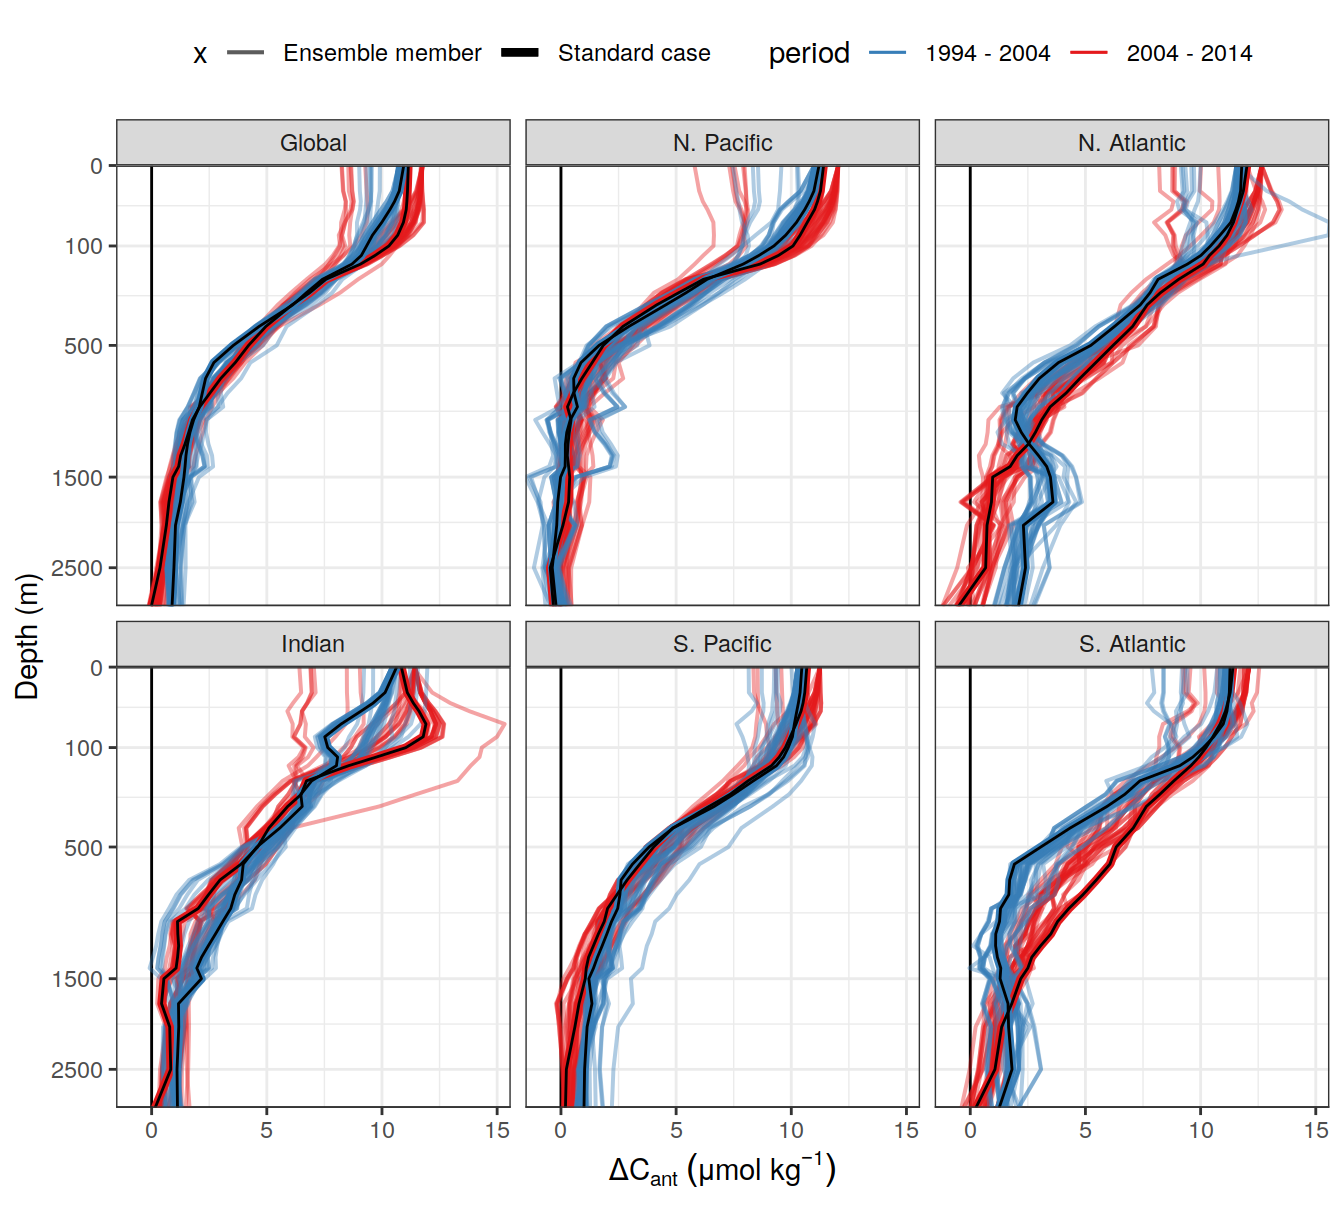 x Ensemble member Standard case period 1994 - 2004 2004 - 2014
Global N. Pacific N. Atlantic
0
100
500
1500
2500
Depth (m)
Indian S. Pacific S. Atlantic
0
100
500
1500
2500
0 5 10 15 0 5 10 15 0 5 10 15
ΔCant (μmol kg−1)